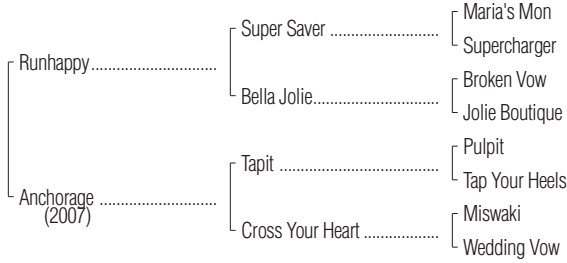 Maria's Mon
Super Saver ..............................
Supercharger
Runhappy...................................
Broken Vow
Bella Jolie..................................
Jolie Boutique
Pulpit
Tapit ............................................
Tap Your Heels
Anchorage .................................
(2007)
Miswaki
Cross Your Heart .....................
Wedding Vow